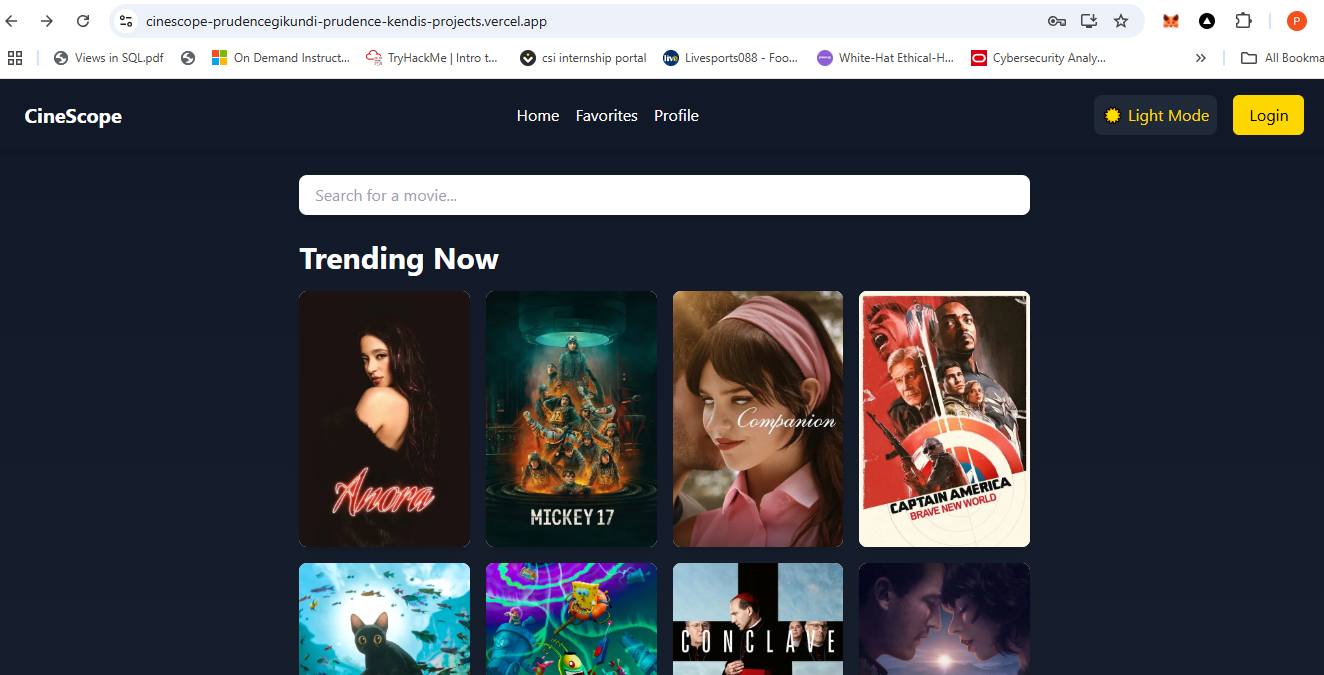 cinescope-prudencegikundi-prudence-kendis-projects.vercel.app
P
Views in SQL.pdf
On Demand Instruct...
TryHackMe | Intro t...
csi internship portal
live
Livesports088 - Foo...
White-Hat Ethical-H...
Cybersecurity Analy...
All Bookma
CineScope
Home
Favorites
Profile
Light Mode
Login
Search for a movie...
Trending Now
Anora
MICKEY 17
Companion
CAPTAIN AMERICA
BRAVE NEW WORLD
CONCLAVE